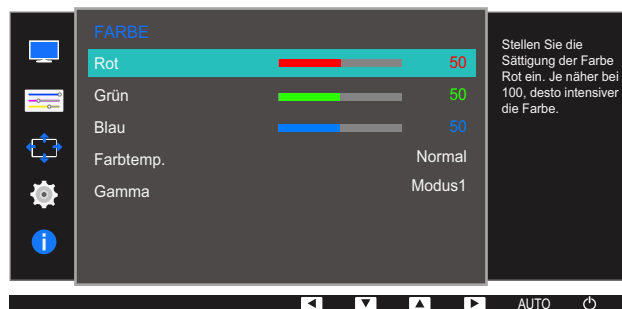 FARBE
Rot 50
Grün 50
Blau 50
Farbtemp. Normal
Gamma Modus1
Stellen Sie die
Sättigung der Farbe
Rot ein. Je näher bei
100, desto intensiver
die Farbe.
AUTO